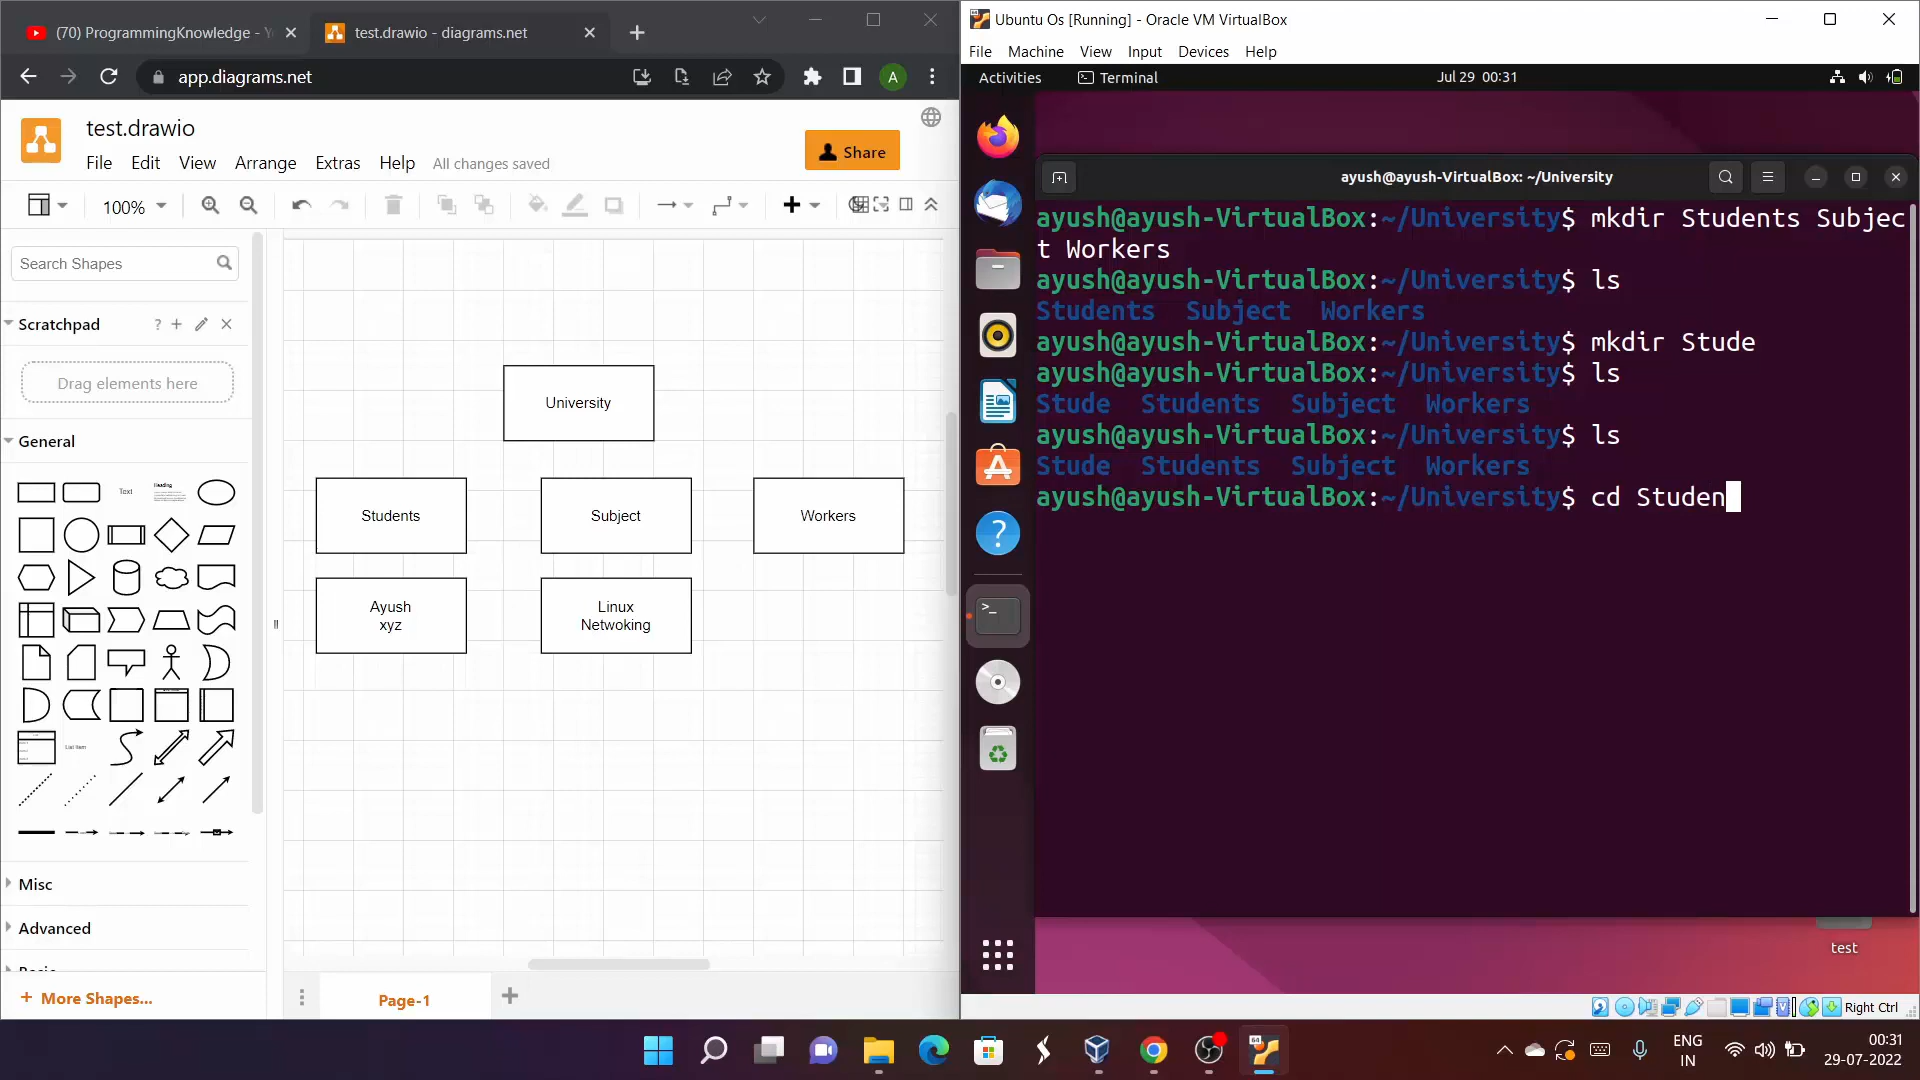 (70) ProgrammingKnowledge - Y
test.drawio - diagrams.net
app.diagrams.net
A
test.drawio
File Edit View Arrange Extras Help All changes saved
Share
100%
Search Shapes
Scratchpad
?
Drag elements here
General
Text
Heading
List Item
Misc
Advanced
+ More Shapes...
University
Students
Subject
Workers
Ayush
xyz
Linux
Netwoking
Page-1
Ubuntu Os [Running] - Oracle VM VirtualBox
File Machine View Input Devices Help
Activities
Terminal
Jul 29 00:31
ayush@ayush-VirtualBox: ~/University
ayush@ayush-VirtualBox:~/University$ mkdir Students Subjec
t Workers
ayush@ayush-VirtualBox:~/University$ ls
Students Subject Workers
ayush@ayush-VirtualBox:~/University$ mkdir Stude
ayush@ayush-VirtualBox:~/University$ ls
Stude Students Subject Workers
ayush@ayush-VirtualBox:~/University$ ls
Stude Students Subject Workers
ayush@ayush-VirtualBox:~/University$ cd Studen
test
Right Ctrl
ENG
IN
00:31
29-07-2022